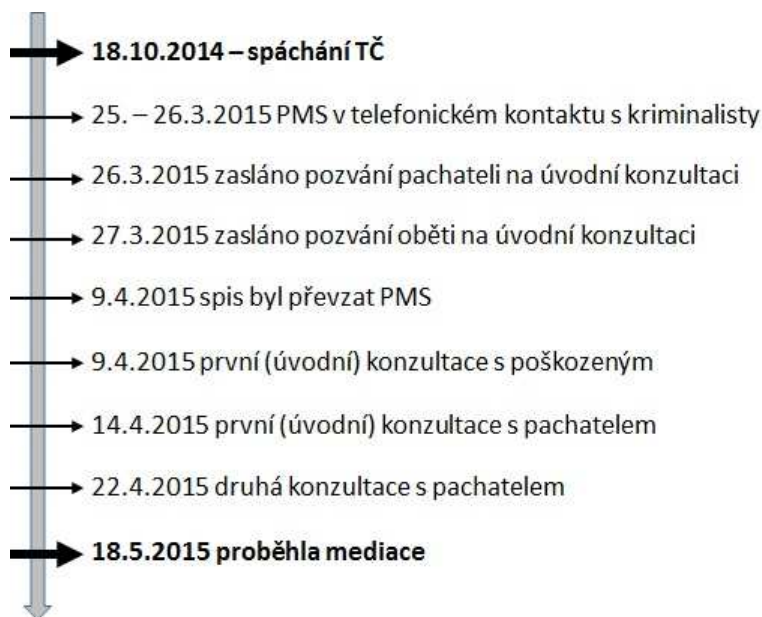 18.10.2014 – spáchání TČ
25. – 26.3.2015 PMS v telefonickém kontaktu s kriminalisty
26.3.2015 zasláno pozvání pachateli na úvodní konzultaci
27.3.2015 zasláno pozvání oběti na úvodní konzultaci
9.4.2015 spis byl převzat PMS
9.4.2015 první (úvodní) konzultace s poškozeným
14.4.2015 první (úvodní) konzultace s pachatelem
22.4.2015 druhá konzultace s pachatelem
18.5.2015 proběhla mediace